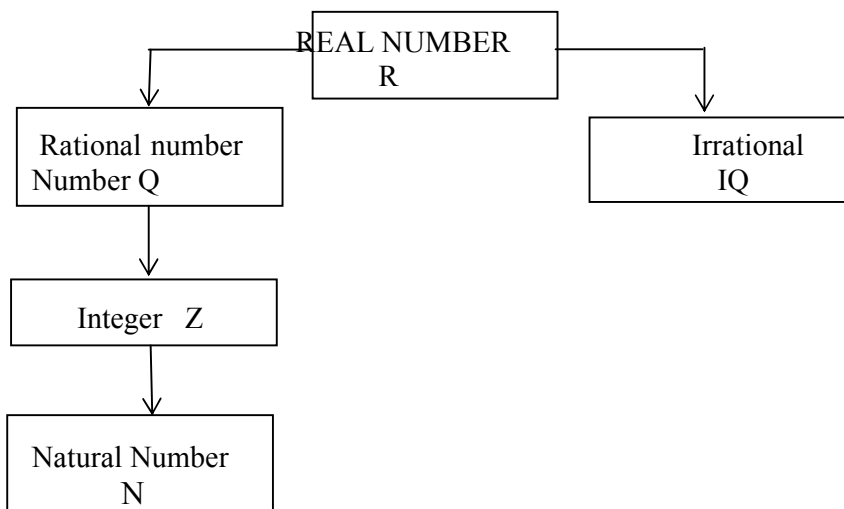 REAL NUMBER
R
Rational number
Number Q
Irrational
IQ
Integer Z
Natural Number
N